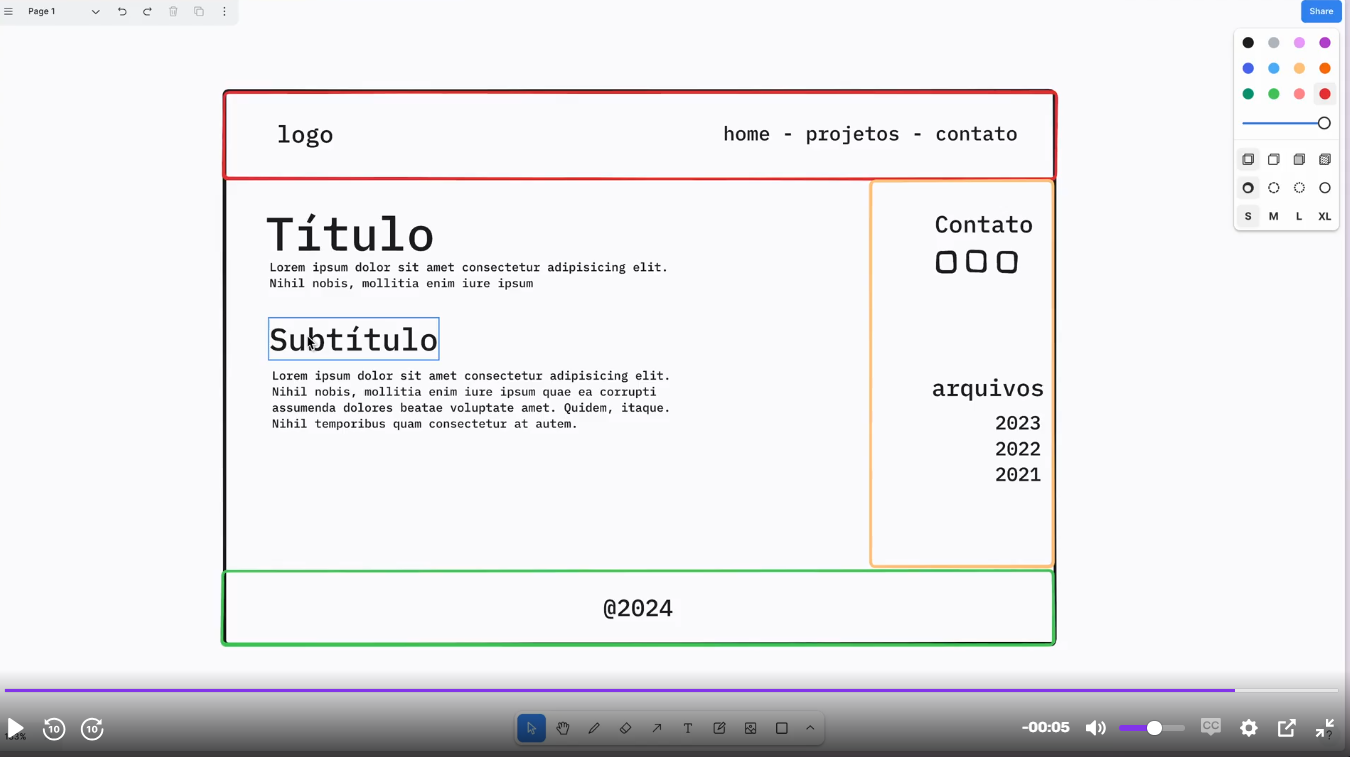 Page 1
Share
logo
home - projetos - contato
Título
Lorem ipsum dolor sit amet consectetur adipisicing elit.
Nihil nobis, mollitia enim iure ipsum
Subtítulo
Lorem ipsum dolor sit amet consectetur adipisicing elit.
Nihil nobis, mollitia enim iure ipsum quae ea corrupti
assumenda dolores beatae voluptate amet. Quidem, itaque.
Nihil temporibus quam consectetur at autem.
Contato
arquivos
2023
2022
2021
@2024
S M L XL
10 10
T
-00:05
CC
?